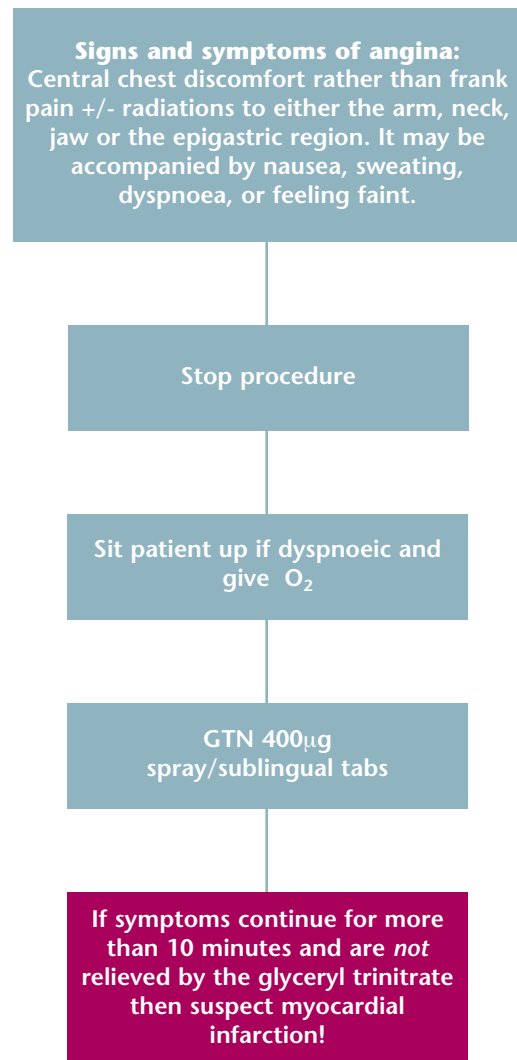 Signs and symptoms of angina:
Central chest discomfort rather than frank
pain +/- radiations to either the arm, neck,
jaw or the epigastric region. It may be
accompanied by nausea, sweating,
dyspnoea, or feeling faint.
Stop procedure
Sit patient up if dyspnoeic and
give O₂
GTN 400µg
spray/sublingual tabs
If symptoms continue for more
than 10 minutes and are not
relieved by the glyceryl trinitrate
then suspect myocardial
infarction!